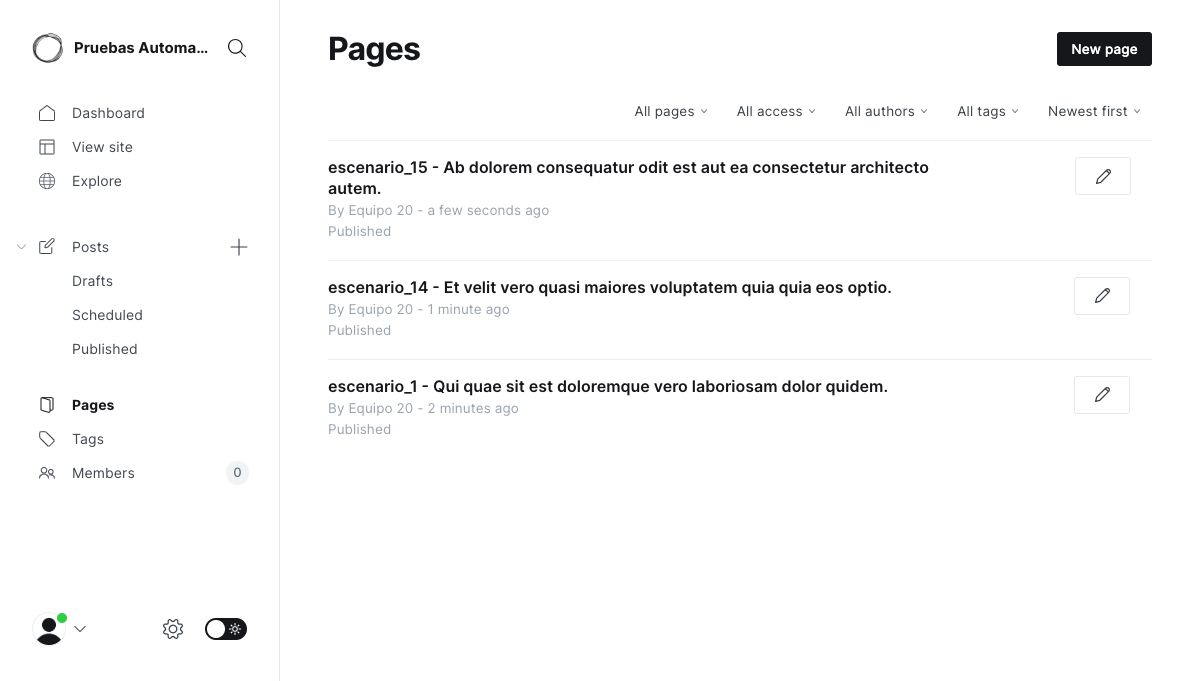 Pruebas Automa...
Dashboard
View site
Explore
Posts
Drafts
Scheduled
Published
Pages
Tags
Members
0
Pages
New page
All pages
All access
All authors
All tags
Newest first
escenario_15 - Ab dolorem consequatur odit est aut ea consectetur architecto
autem.
By Equipo 20 - a few seconds ago
Published
escenario_14 - Et velit vero quasi maiores voluptatem quia quia eos optio.
By Equipo 20 - 1 minute ago
Published
escenario_1 - Qui quae sit est doloremque vero laboriosam dolor quidem.
By Equipo 20 - 2 minutes ago
Published